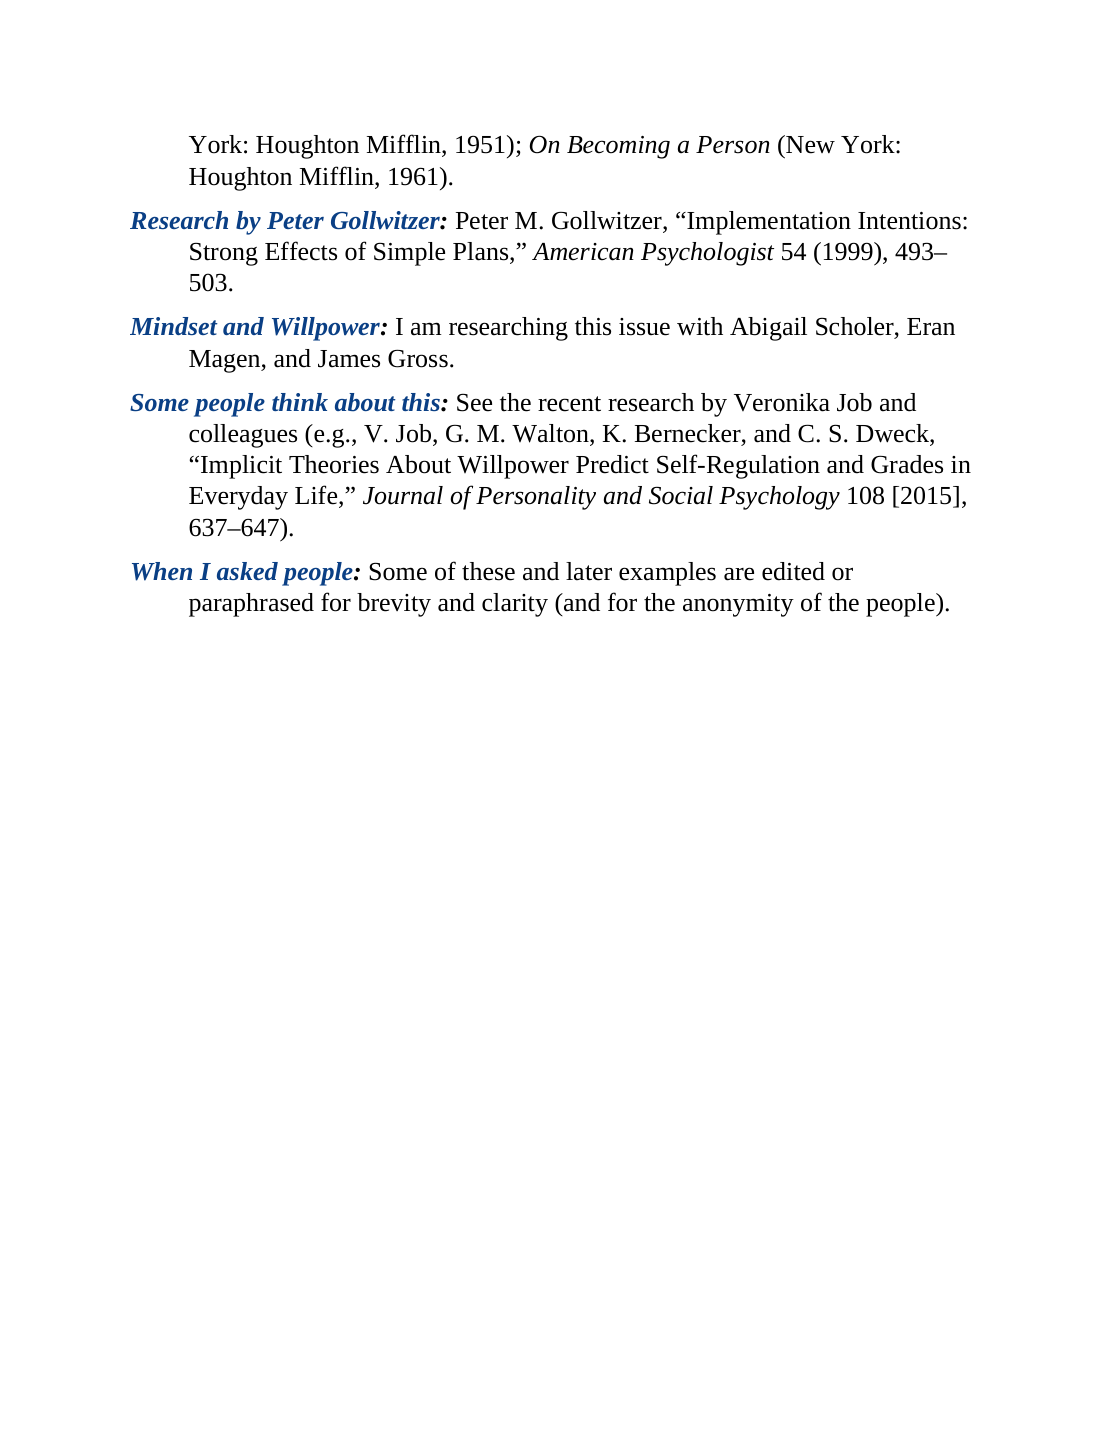 York: Houghton Mifflin, 1951); On Becoming a Person (New York:
Houghton Mifflin, 1961).
Research by Peter Gollwitzer: Peter M. Gollwitzer, “Implementation Intentions:
Strong Effects of Simple Plans,” American Psychologist 54 (1999), 493–
503.
Mindset and Willpower: I am researching this issue with Abigail Scholer, Eran
Magen, and James Gross.
Some people think about this: See the recent research by Veronika Job and
colleagues (e.g., V. Job, G. M. Walton, K. Bernecker, and C. S. Dweck,
“Implicit Theories About Willpower Predict Self-Regulation and Grades in
Everyday Life,” Journal of Personality and Social Psychology 108 [2015],
637–647).
When I asked people: Some of these and later examples are edited or
paraphrased for brevity and clarity (and for the anonymity of the people).